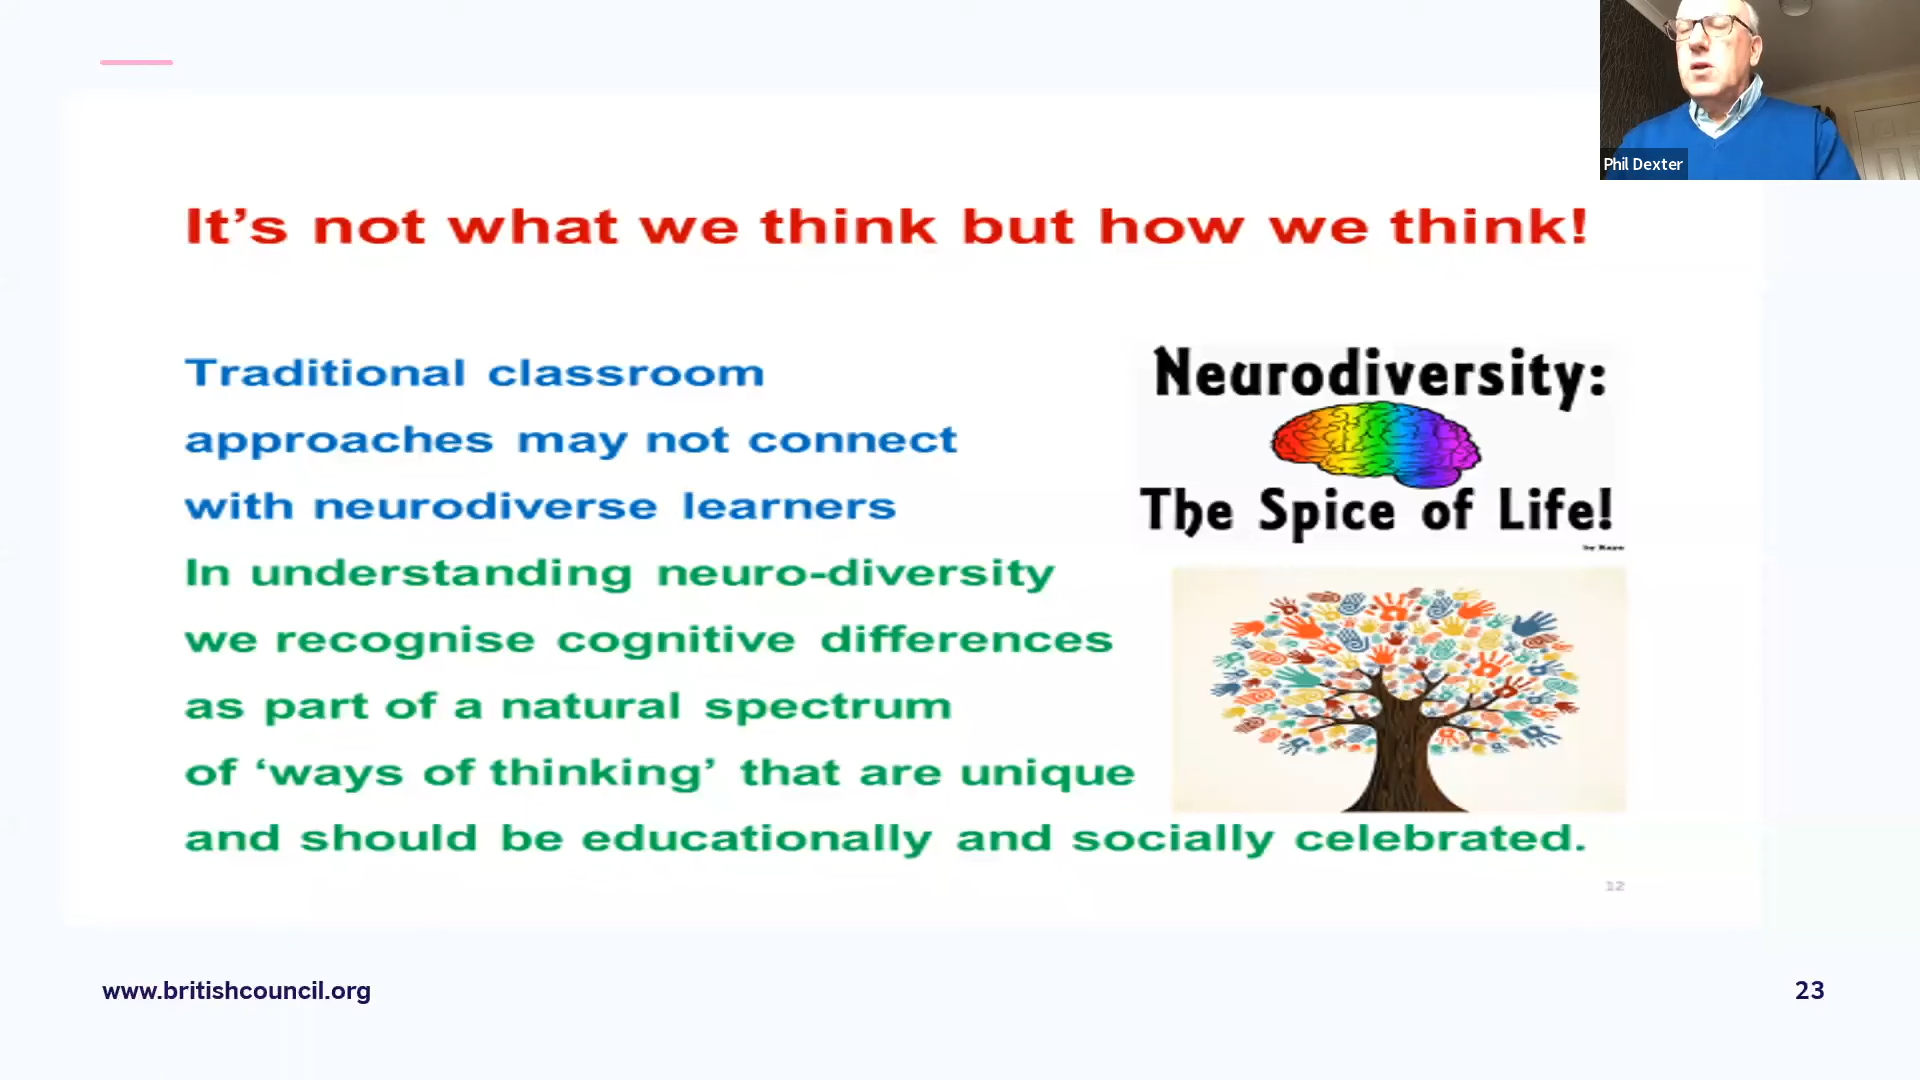 Phil Dexter
It’s not what we think but how we think!
Traditional classroom
approaches may not connect
with neurodiverse learners
In understanding neuro-diversity
we recognise cognitive differences
as part of a natural spectrum
of ‘ways of thinking’ that are unique
and should be educationally and socially celebrated.
Neurodiversity:
The Spice of Life!
12
www.britishcouncil.org
23